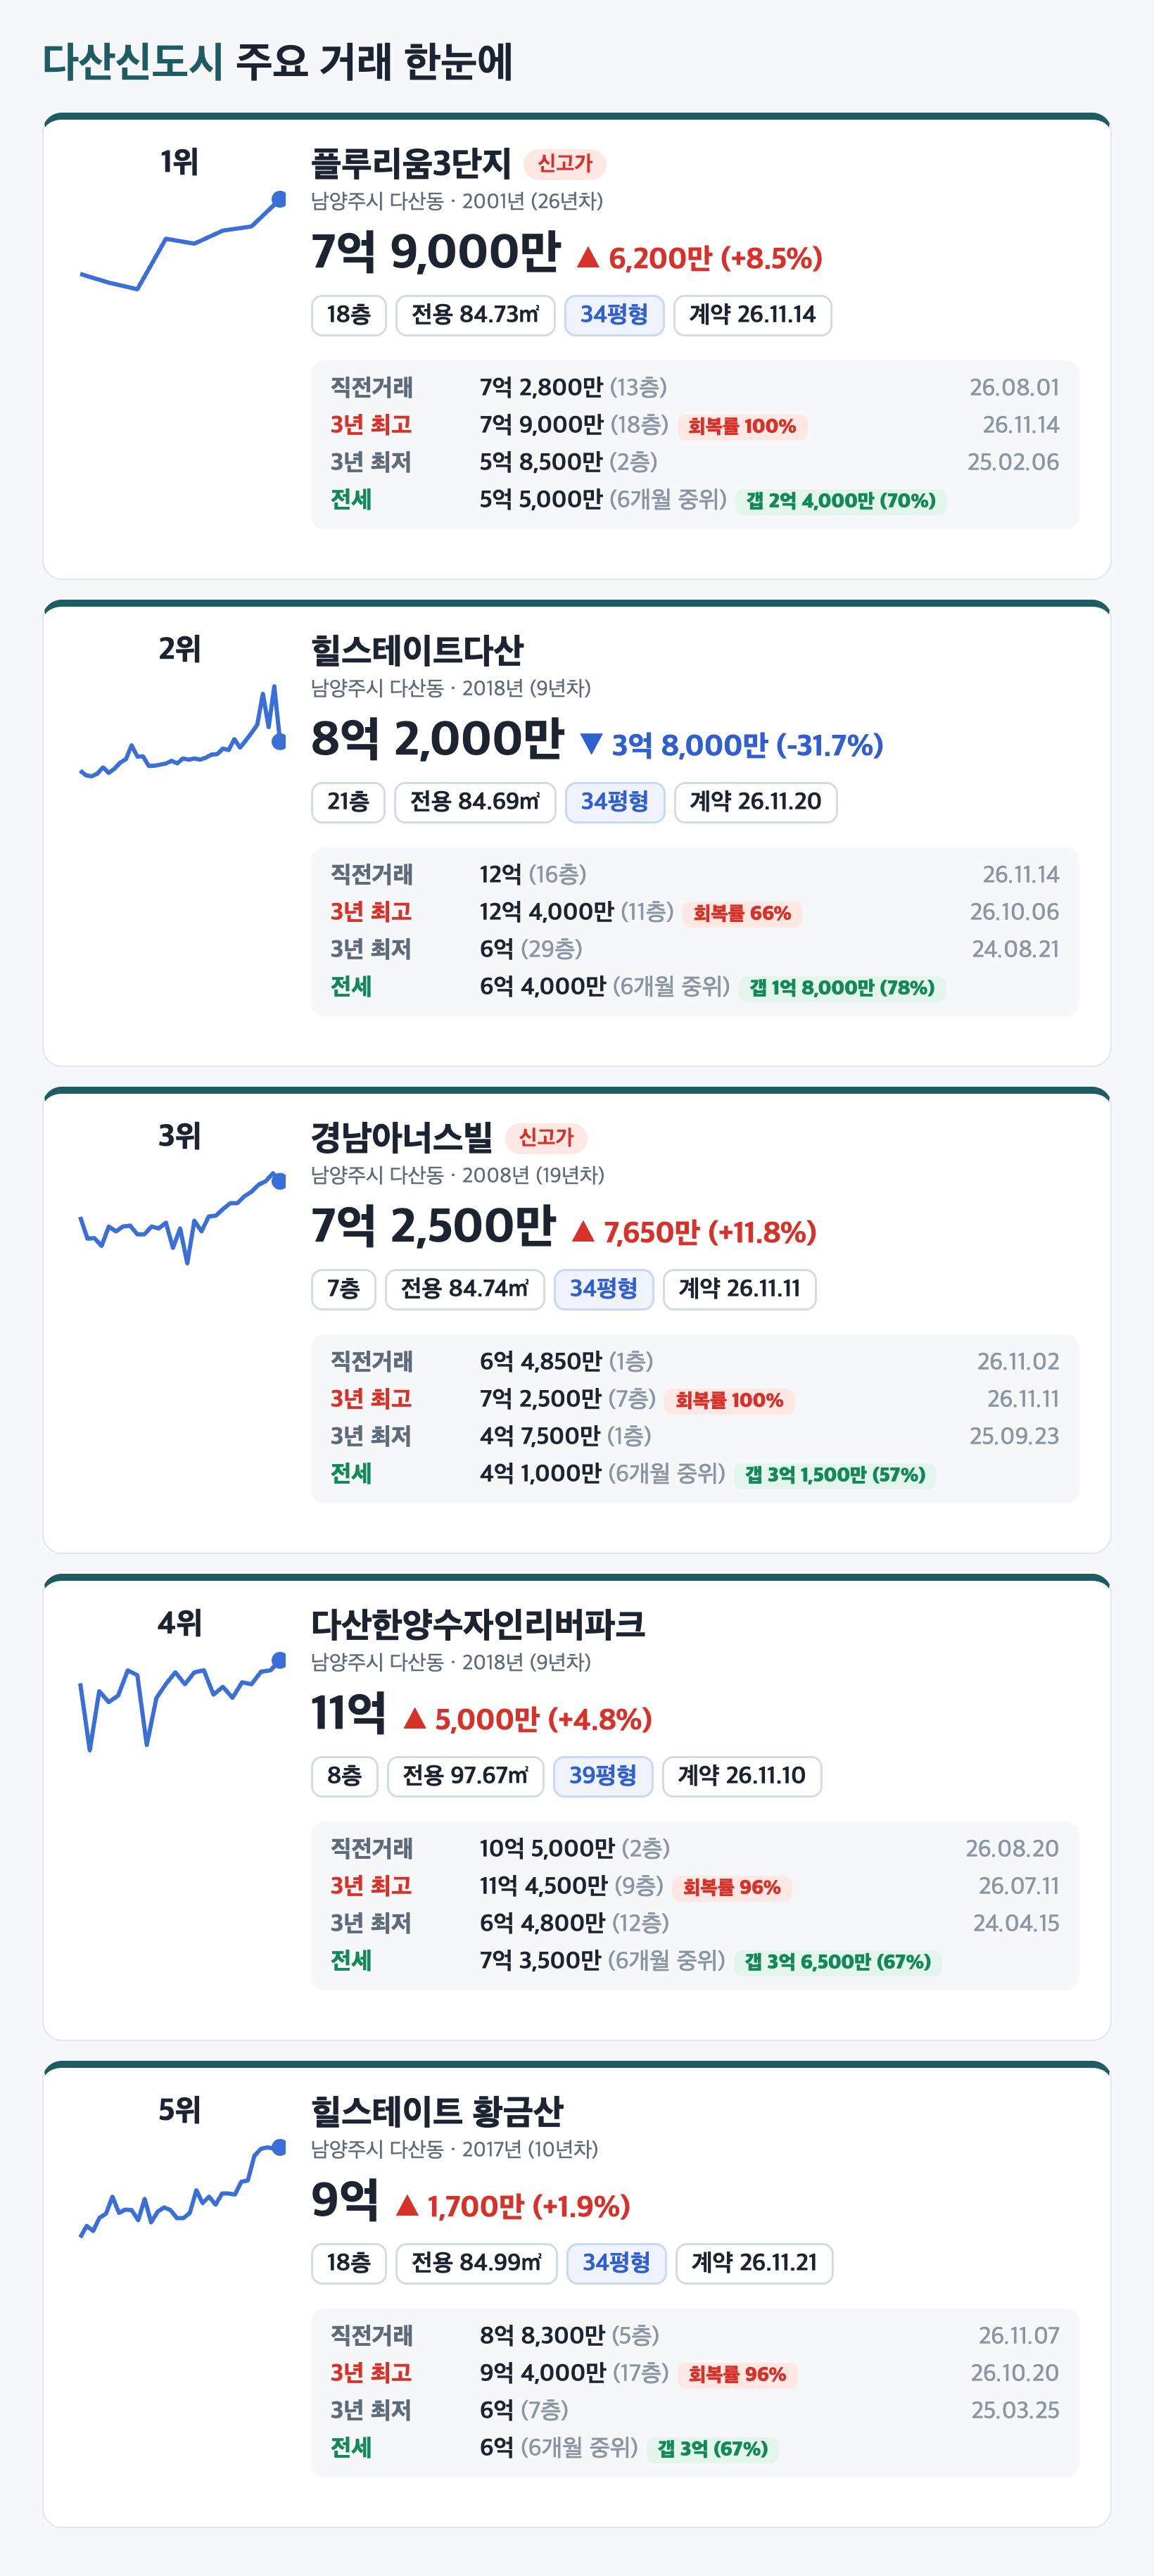 다산신도시 주요 거래 한눈에
1위
플루리움3단지 신고가
남양주시 다산동 · 2001년 (26년차)
7억 9,000만 ▲ 6,200만 (+8.5%)
18층 전용 84.73㎡ 34평형 계약 26.11.14
직전거래 7억 2,800만 (13층) 26.08.01
3년 최고 7억 9,000만 (18층) 회복률 100% 26.11.14
3년 최저 5억 8,500만 (2층) 25.02.06
전세 5억 5,000만 (6개월 중위) 갭 2억 4,000만 (70%)
2위
힐스테이트다산
남양주시 다산동 · 2018년 (9년차)
8억 2,000만 ▼ 3억 8,000만 (-31.7%)
21층 전용 84.69㎡ 34평형 계약 26.11.20
직전거래 12억 (16층) 26.11.14
3년 최고 12억 4,000만 (11층) 회복률 66% 26.10.06
3년 최저 6억 (29층) 24.08.21
전세 6억 4,000만 (6개월 중위) 갭 1억 8,000만 (78%)
3위
경남아너스빌 신고가
남양주시 다산동 · 2008년 (19년차)
7억 2,500만 ▲ 7,650만 (+11.8%)
7층 전용 84.74㎡ 34평형 계약 26.11.11
직전거래 6억 4,850만 (1층) 26.11.02
3년 최고 7억 2,500만 (7층) 회복률 100% 26.11.11
3년 최저 4억 7,500만 (1층) 25.09.23
전세 4억 1,000만 (6개월 중위) 갭 3억 1,500만 (57%)
4위
다산한양수자인리버파크
남양주시 다산동 · 2018년 (9년차)
11억 ▲ 5,000만 (+4.8%)
8층 전용 97.67㎡ 39평형 계약 26.11.10
직전거래 10억 5,000만 (2층) 26.08.20
3년 최고 11억 4,500만 (9층) 회복률 96% 26.07.11
3년 최저 6억 4,800만 (12층) 24.04.15
전세 7억 3,500만 (6개월 중위) 갭 3억 6,500만 (67%)
5위
힐스테이트 황금산
남양주시 다산동 · 2017년 (10년차)
9억 ▲ 1,700만 (+1.9%)
18층 전용 84.99㎡ 34평형 계약 26.11.21
직전거래 8억 8,300만 (5층) 26.11.07
3년 최고 9억 4,000만 (17층) 회복률 96% 26.10.20
3년 최저 6억 (7층) 25.03.25
전세 6억 (6개월 중위) 갭 3억 (67%)